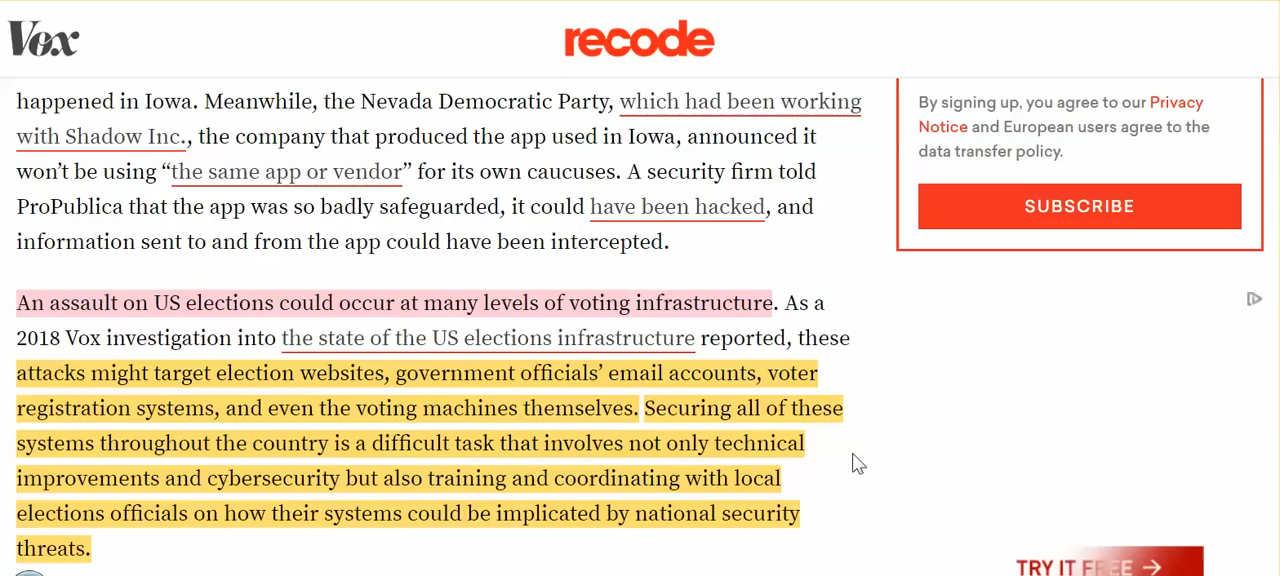 Vox
recode
happened in Iowa. Meanwhile, the Nevada Democratic Party, which had been working
with Shadow Inc., the company that produced the app used in Iowa, announced it
won’t be using “the same app or vendor” for its own caucuses. A security firm told
ProPublica that the app was so badly safeguarded, it could have been hacked, and
information sent to and from the app could have been intercepted.
An assault on US elections could occur at many levels of voting infrastructure. As a
2018 Vox investigation into the state of the US elections infrastructure reported, these
attacks might target election websites, government officials’ email accounts, voter
registration systems, and even the voting machines themselves. Securing all of these
systems throughout the country is a difficult task that involves not only technical
improvements and cybersecurity but also training and coordinating with local
elections officials on how their systems could be implicated by national security
threats.
By signing up, you agree to our Privacy
Notice and European users agree to the
data transfer policy.
SUBSCRIBE
TRY IT FREE